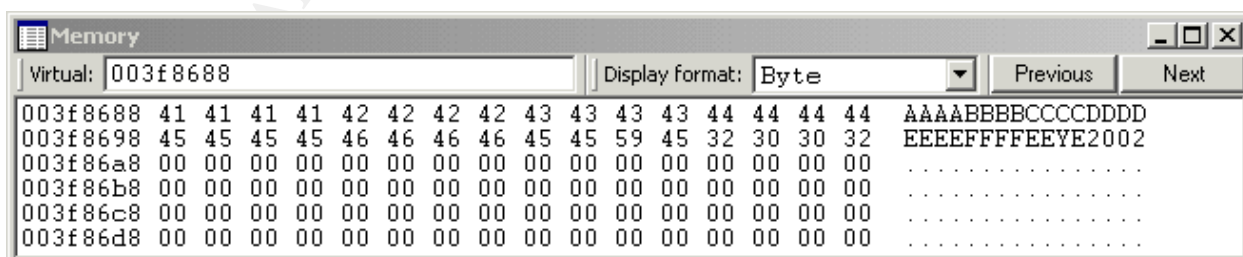 Memory
Virtual: 003f8688 Display format: Byte Previous Next
003f8688 41 41 41 41 42 42 42 42 43 43 43 43 44 44 44 44 AAAABBBBCCCCDDDD
003f8698 45 45 45 45 46 46 46 46 45 45 59 45 32 30 30 32 EEEEFFFFEEYE2002
003f86a8 00 00 00 00 00 00 00 00 00 00 00 00 00 00 00 00 ................
003f86b8 00 00 00 00 00 00 00 00 00 00 00 00 00 00 00 00 ................
003f86c8 00 00 00 00 00 00 00 00 00 00 00 00 00 00 00 00 ................
003f86d8 00 00 00 00 00 00 00 00 00 00 00 00 00 00 00 00 ................